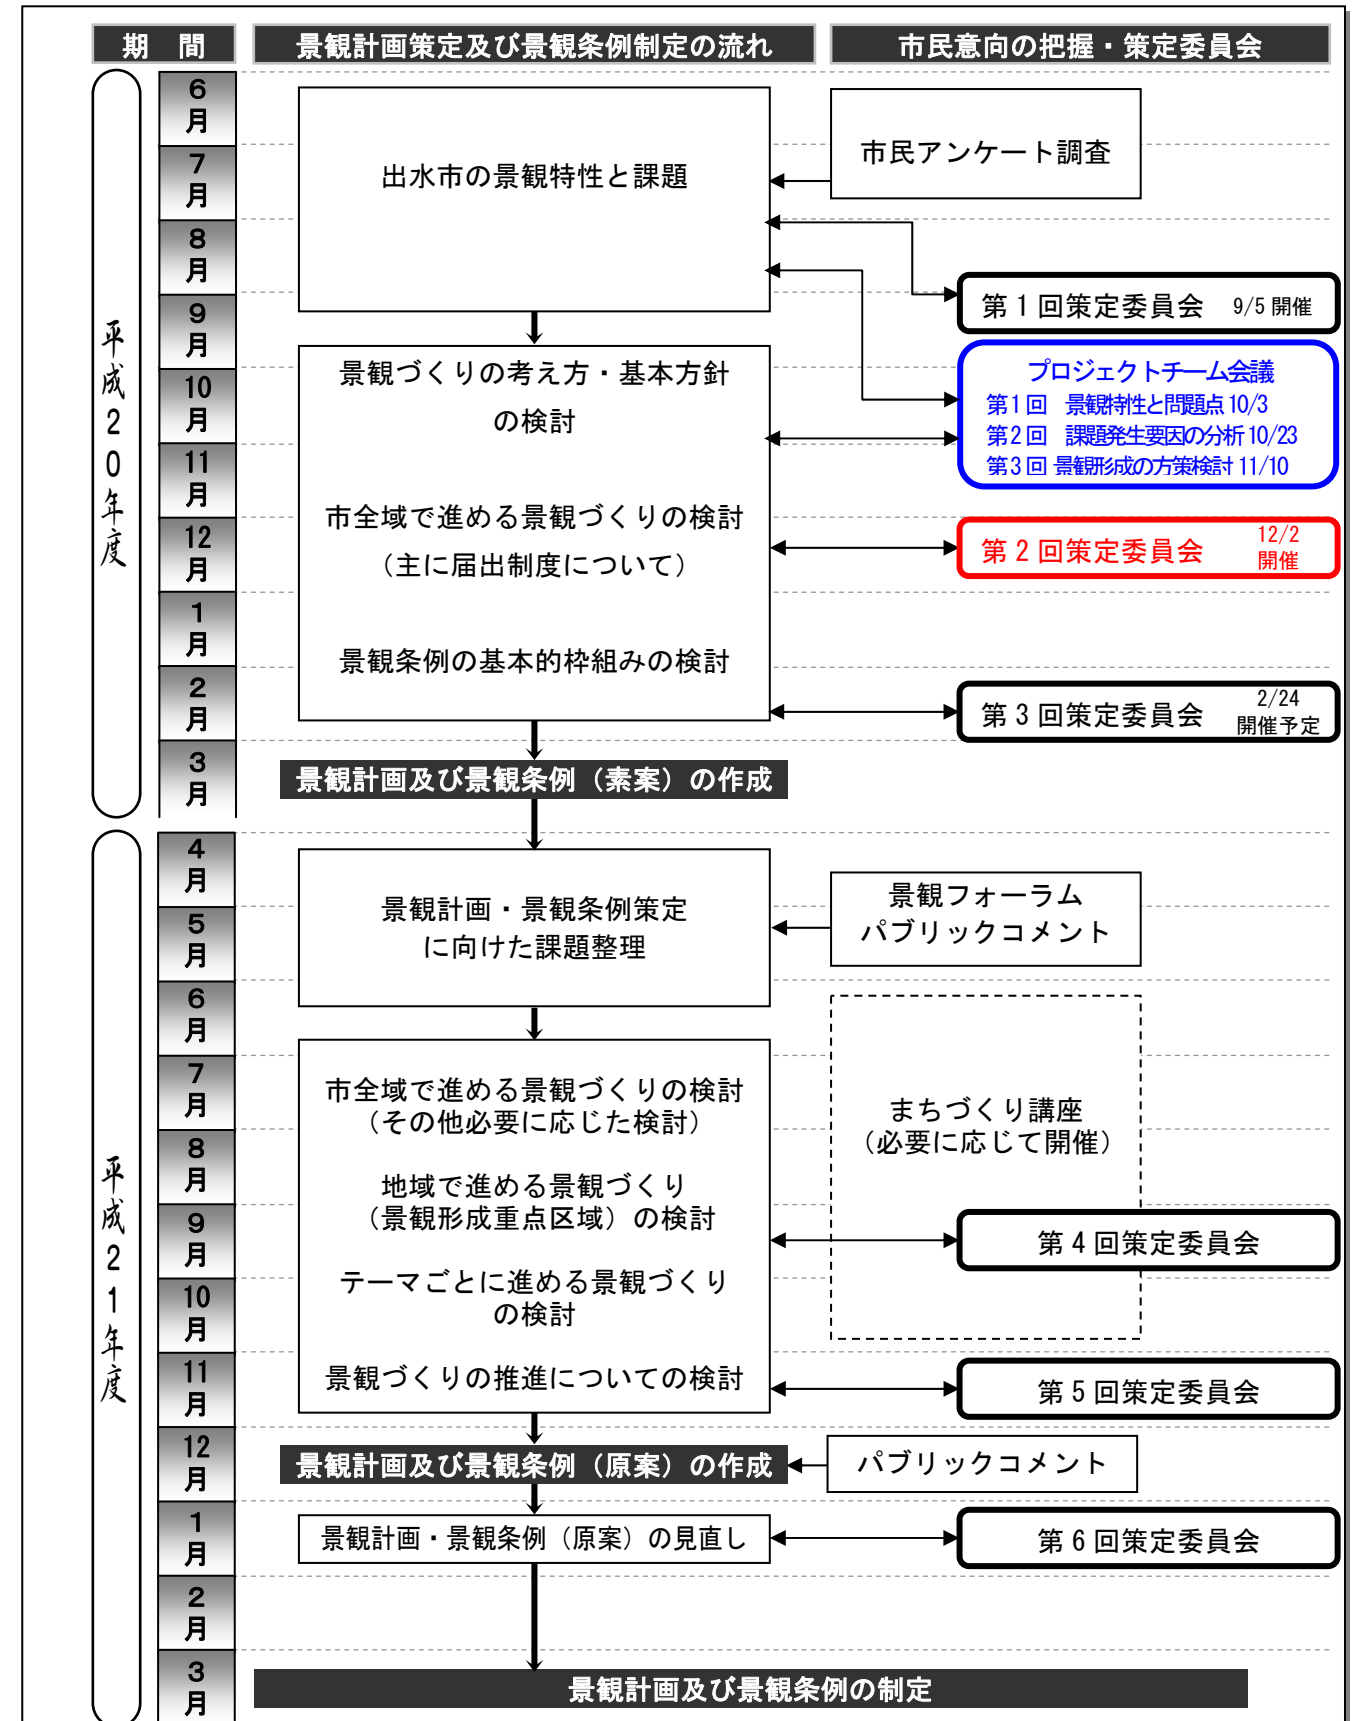 期　間
景観計画策定及び景観条例制定の流れ
市民意向の把握・策定委員会
平成20年度
6月
7月
8月
9月
10月
11月
12月
1月
2月
3月
出水市の景観特性と課題
市民アンケート調査
第1回策定委員会　9/5開催
景観づくりの考え方・基本方針
の検討
市全域で進める景観づくりの検討
（主に届出制度について）
景観条例の基本的枠組みの検討
プロジェクトチーム会議
第1回　景観特性と問題点10/3
第2回　課題発生要因の分析10/23
第3回 景観形成の方策検討11/10
第2回策定委員会
12/2
開催
第3回策定委員会
2/24
開催予定
景観計画及び景観条例（素案）の作成
平成21年度
4月
5月
6月
7月
8月
9月
10月
11月
12月
1月
2月
3月
景観計画・景観条例策定
に向けた課題整理
景観フォーラム
パブリックコメント
市全域で進める景観づくりの検討
（その他必要に応じた検討）
地域で進める景観づくり
（景観形成重点区域）の検討
テーマごとに進める景観づくり
の検討
景観づくりの推進についての検討
まちづくり講座
（必要に応じて開催）
第4回策定委員会
第5回策定委員会
景観計画及び景観条例（原案）の作成
パブリックコメント
景観計画・景観条例（原案）の見直し
第6回策定委員会
景観計画及び景観条例の制定